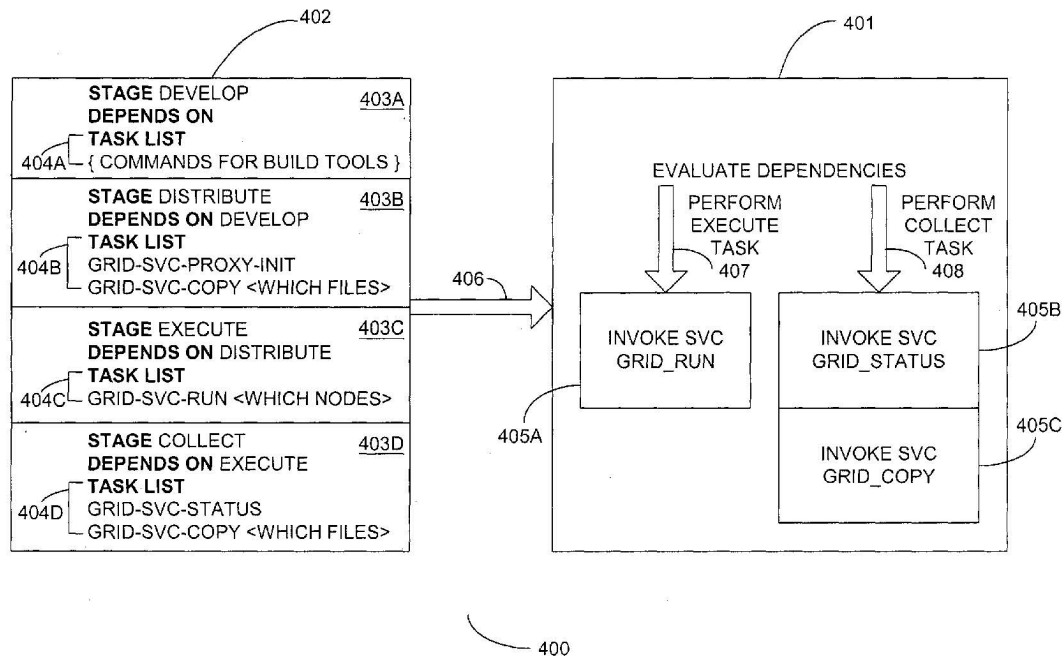 402
STAGE DEVELOP 403A
DEPENDS ON
TASK LIST
404A { COMMANDS FOR BUILD TOOLS }
STAGE DISTRIBUTE 403B
DEPENDS ON DEVELOP
TASK LIST
404B GRID-SVC-PROXY-INIT
GRID-SVC-COPY <WHICH FILES>
STAGE EXECUTE 403C
DEPENDS ON DISTRIBUTE
TASK LIST
404C GRID-SVC-RUN <WHICH NODES>
STAGE COLLECT 403D
DEPENDS ON EXECUTE
TASK LIST
404D GRID-SVC-STATUS
GRID-SVC-COPY <WHICH FILES>
406
401
EVALUATE DEPENDENCIES
PERFORM
EXECUTE
TASK
407
PERFORM
COLLECT
TASK
408
INVOKE SVC
GRID_RUN
405A
INVOKE SVC
GRID_STATUS
405B
INVOKE SVC
GRID_COPY
405C
400